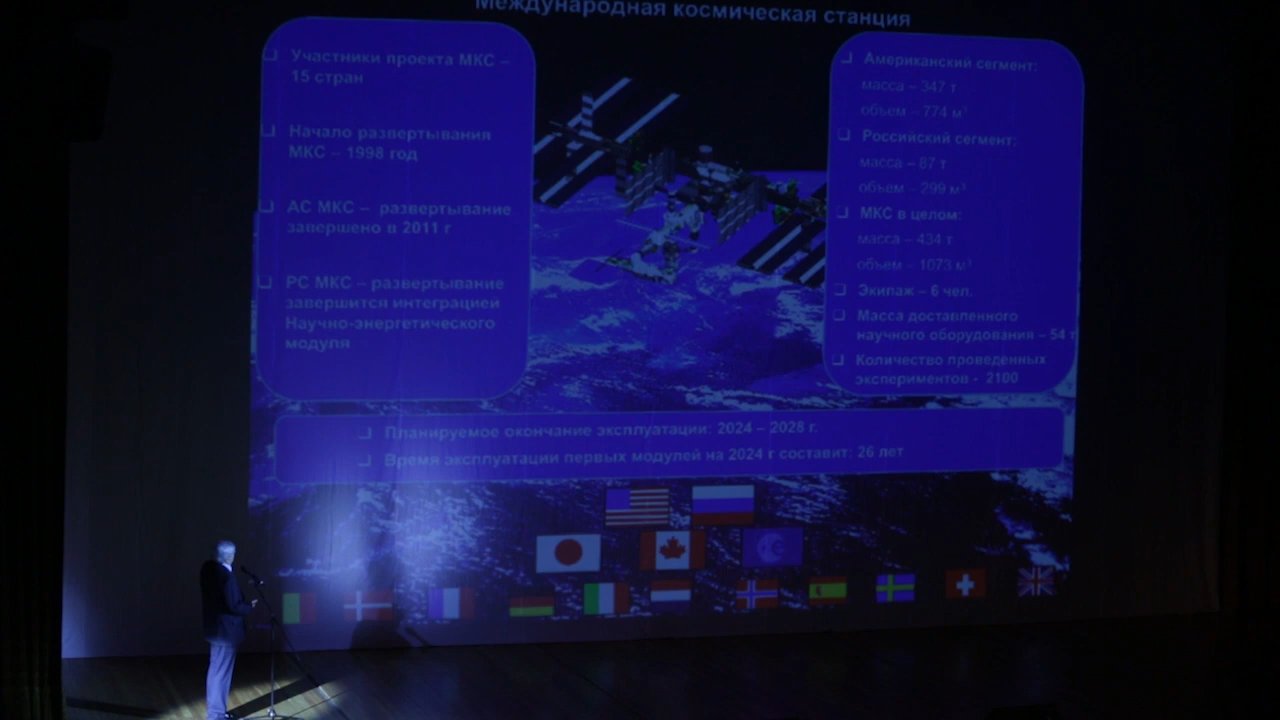 Международная космическая станция
Участники проекта МКС –
15 стран
Начало развертывания
МКС – 1998 год
АС МКС – развертывание
завершено в 2011 г
РС МКС – развертывание
завершится интеграцией
Научно-энергетического
модуля
Американский сегмент:
масса – 347 т
объем – 774 м³
Российский сегмент:
масса – 87 т
объем – 299 м³
МКС в целом:
масса – 434 т
объем – 1073 м³
Экипаж – 6 чел.
Масса доставленного
научного оборудования – 54 т
Количество проведенных
экспериментов - 2100
Планируемое окончание эксплуатации: 2024 – 2028 г.
Время эксплуатации первых модулей на 2024 г составит: 26 лет